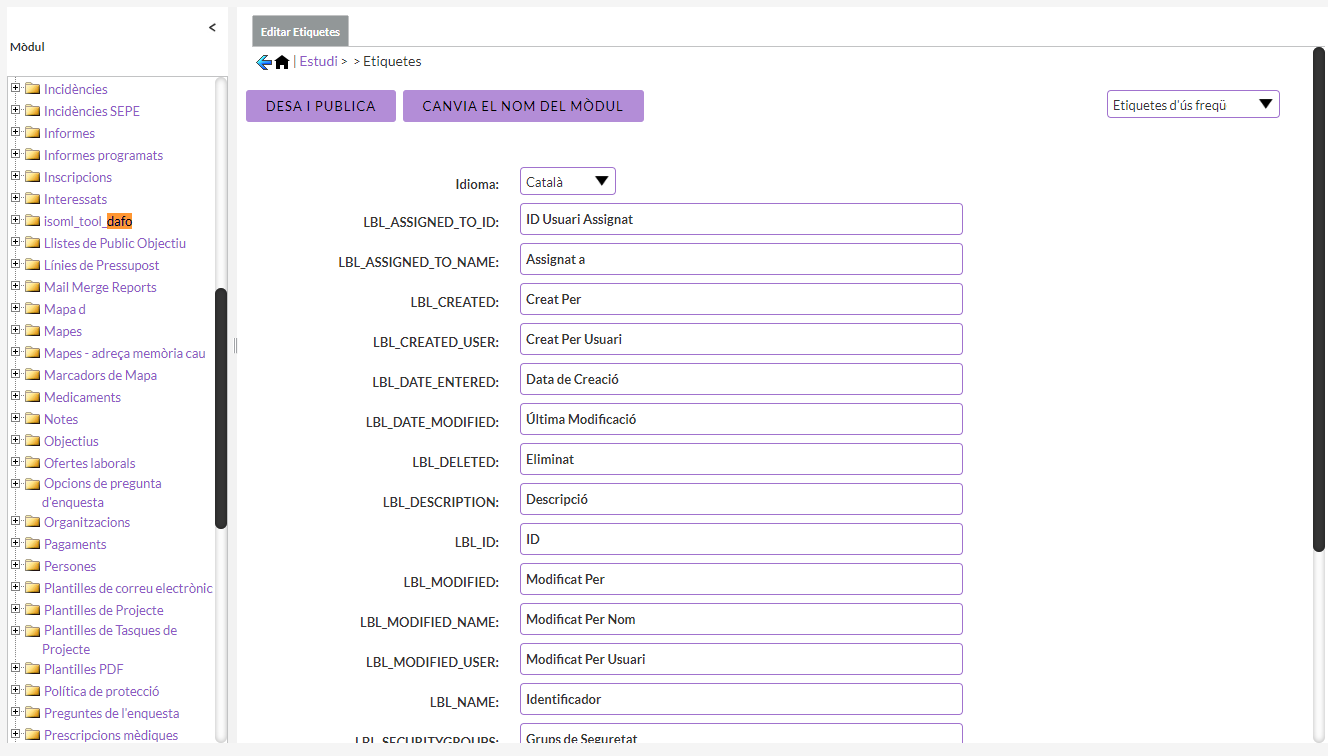 <
Mòdul
Incidències
Incidències SEPE
Informes
Informes programats
Inscripcions
Interessats
isoml_tool_dafo
Llistes de Public Objectiu
Línies de Pressupost
Mail Merge Reports
Mapa d
Mapes
Mapes - adreça memòria cau
Marcadors de Mapa
Medicaments
Notes
Objectius
Ofertes laborals
Opcions de pregunta
d'enquesta
Organitzacions
Pagaments
Persones
Plantilles de correu electrònic
Plantilles de Projecte
Plantilles de Tasques de
Projecte
Plantilles PDF
Política de protecció
Preguntes de l'enquesta
Prescripcions mèdiques
Editar Etiquetes
| Estudi > > Etiquetes
DESA I PUBLICA
CANVIA EL NOM DEL MÒDUL
Etiquetes d'ús freqü
Idioma: Català
LBL_ASSIGNED_TO_ID: ID Usuari Assignat
LBL_ASSIGNED_TO_NAME: Assignat a
LBL_CREATED: Creat Per
LBL_CREATED_USER: Creat Per Usuari
LBL_DATE_ENTERED: Data de Creació
LBL_DATE_MODIFIED: Última Modificació
LBL_DELETED: Eliminat
LBL_DESCRIPTION: Descripció
LBL_ID: ID
LBL_MODIFIED: Modificat Per
LBL_MODIFIED_NAME: Modificat Per Nom
LBL_MODIFIED_USER: Modificat Per Usuari
LBL_NAME: Identificador
LBL_SECURITYGROUPS: Grups de Seguretat